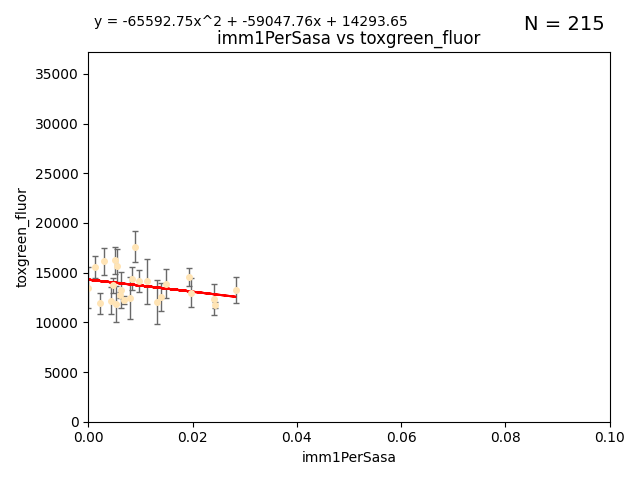 y = -65592.75x^2 + -59047.76x + 14293.65
N = 215
imm1PerSasa vs toxgreen_fluor
35000
30000
25000
20000
15000
10000
5000
0
toxgreen_fluor
0.00 0.02 0.04 0.06 0.08 0.10
imm1PerSasa